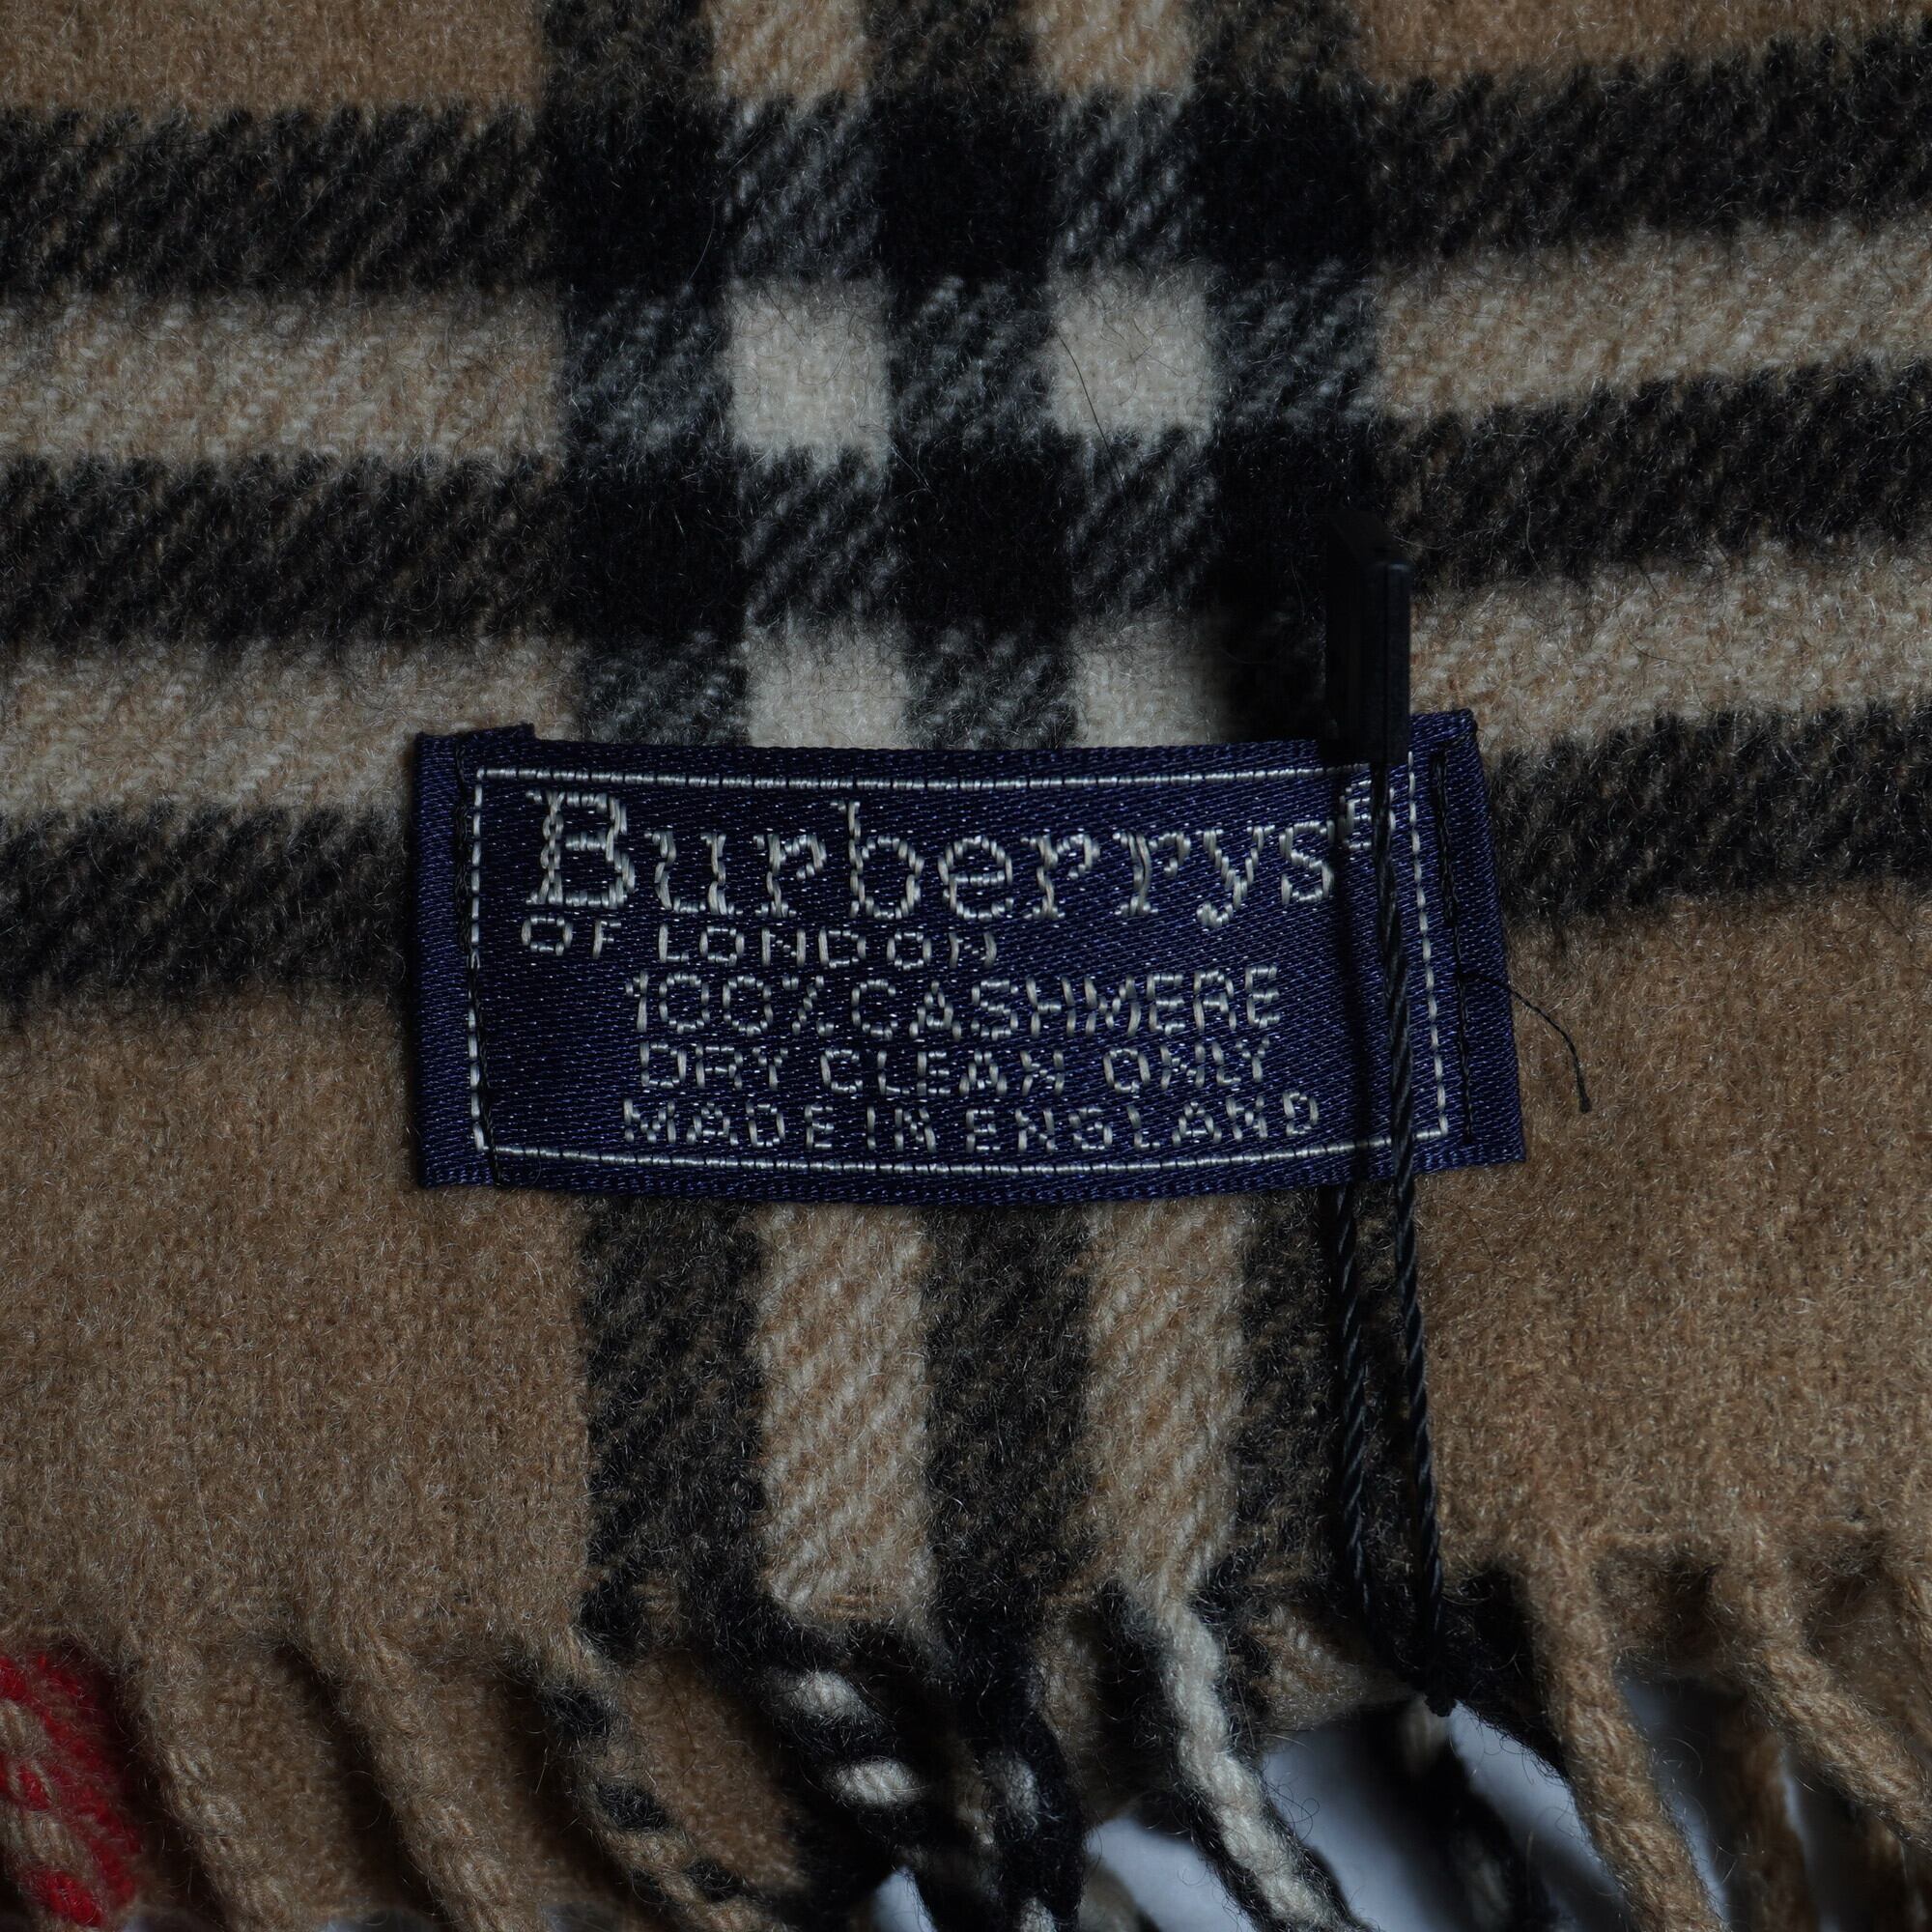 Burberrys®
OF LONDON
100% CASHMERE
DRY CLEAN ONLY
MADE IN ENGLAND